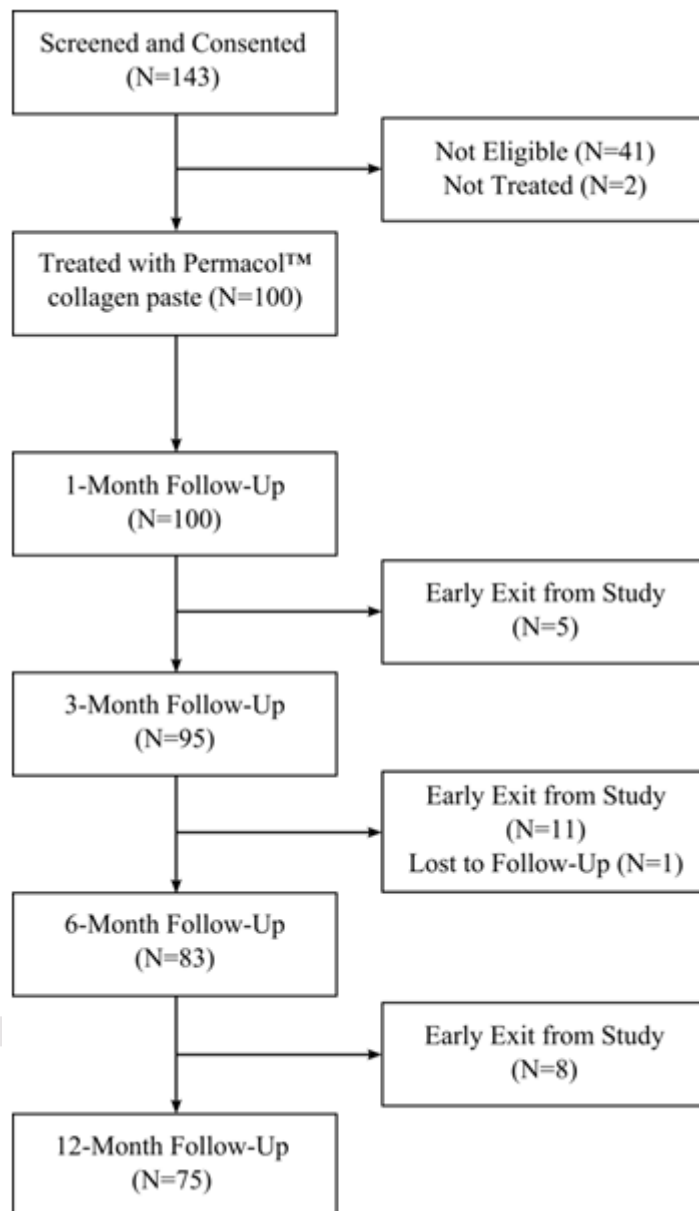 Screened and Consented
(N=143)
Not Eligible (N=41)
Not Treated (N=2)
Treated with Permacol™
collagen paste (N=100)
1-Month Follow-Up
(N=100)
Early Exit from Study
(N=5)
3-Month Follow-Up
(N=95)
Early Exit from Study
(N=11)
Lost to Follow-Up (N=1)
6-Month Follow-Up
(N=83)
Early Exit from Study
(N=8)
12-Month Follow-Up
(N=75)